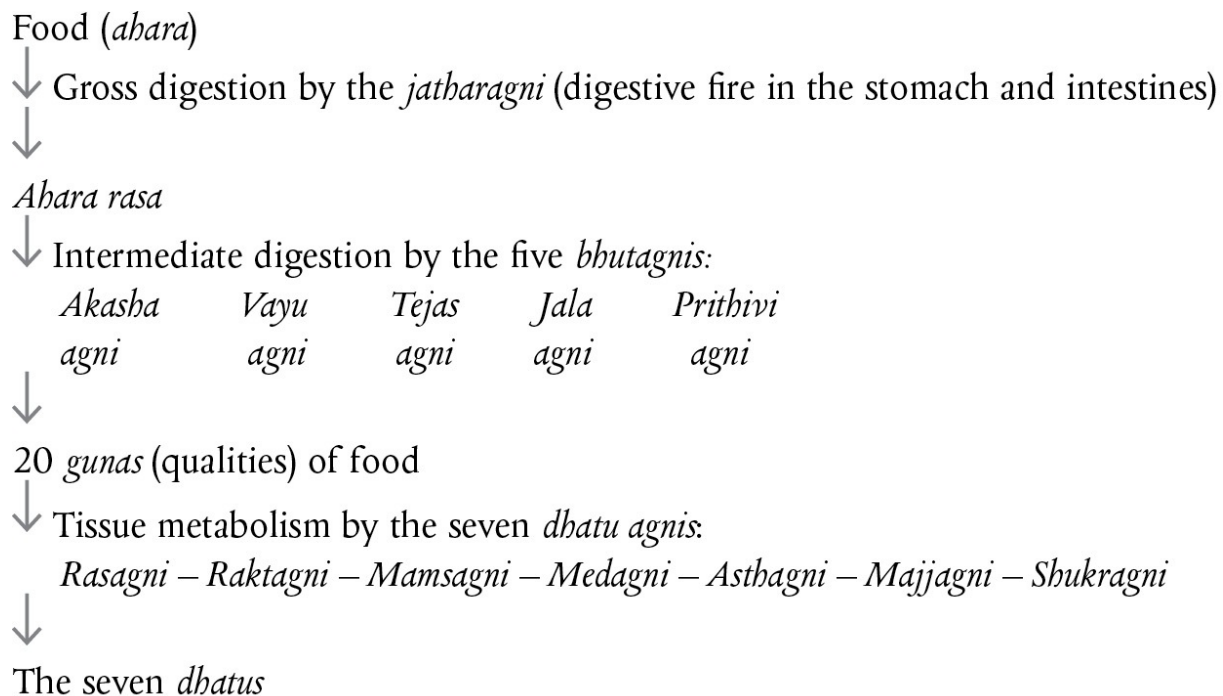 Food (ahara)
Gross digestion by the jatharagni (digestive fire in the stomach and intestines)
Ahara rasa
Intermediate digestion by the five bhutagnis:
Akasha Vayu Tejas Jala Prithivi
agni agni agni agni agni
20 gunas (qualities) of food
Tissue metabolism by the seven dhatu agnis:
Rasagni – Raktagni – Mamsagni – Medagni – Asthagni – Majjagni – Shukragni
The seven dhatus